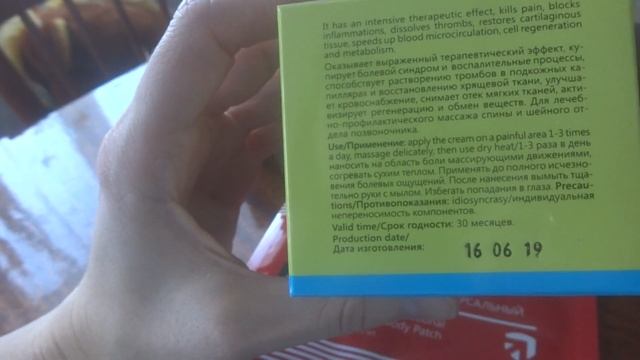 It has an intensive therapeutic effect, kills pain, blocks
inflammations, dissolves thrombs, restores cartilaginous
tissue, speeds up blood microcirculation, cell regeneration
and metabolism.
Оказывает выраженный терапевтический эффект, ку-
пирует болевой синдром и воспалительные процессы,
способствует растворению тромбов в подкожных ка-
пиллярах и восстановлению хрящевой ткани, улучша-
ет кровоснабжение, снимает отек мягких тканей, акти-
визирует регенерацию и обмен веществ. Для лечеб-
но-профилактического массажа спины и шейного от-
дела позвоночника.
Use/Применение: apply the cream on a painful area 1-3 times
a day, massage delicately, then use dry heat/1-3 раза в день
наносить на область боли массирующими движениями,
согревать сухим теплом. Применять до полного исчезно-
вения болевых ощущений. После нанесения вымыть тща-
тельно руки с мылом. Избегать попадания в глаза. Precau-
tions/Противопоказания: idiosyncrasy/индивидуальная
непереносимость компонентов.
Valid time/Срок годности: 30 месяцев.
Production date/
Дата изготовления:
16 06 19
РСАЛЬНЫЙ
ody Patch